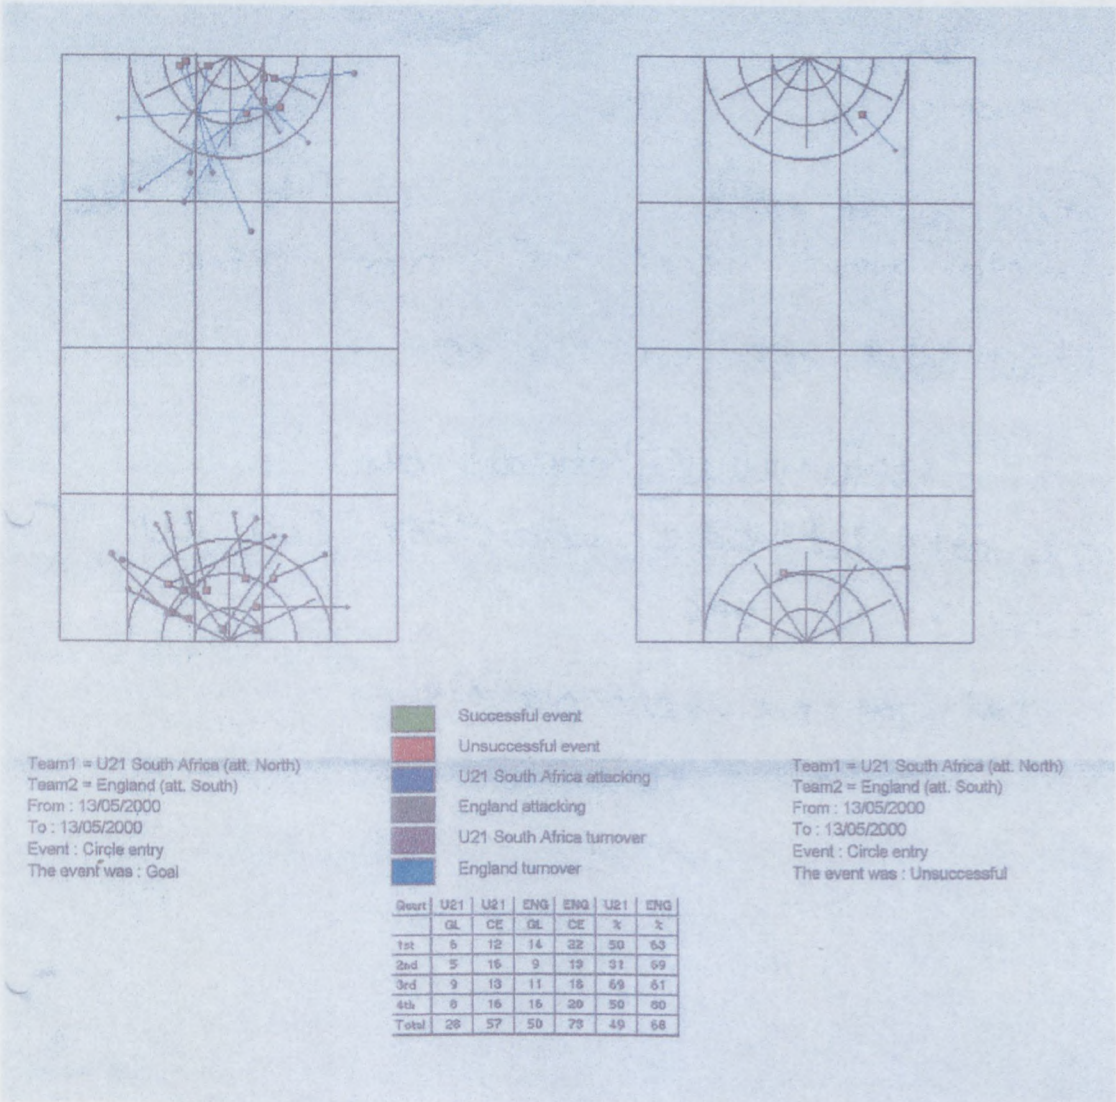 Successful event
Unsuccessful event
U21 South Africa attacking
England attacking
U21 South Africa turnover
England turnover
Team1 = U21 South Africa (att. North)
Team2 = England (att. South)
From : 13/05/2000
To : 13/05/2000
Event : Circle entry
The event was : Goal
Team1 = U21 South Africa (att. North)
Team2 = England (att. South)
From : 13/05/2000
To : 13/05/2000
Event : Circle entry
The event was : Unsuccessful
Quart U21 U21 ENG ENG U21 ENG
GL CE GL CE % %
1st 6 12 14 22 50 63
2nd 5 16 9 13 31 69
3rd 9 13 11 18 69 61
4th 8 16 16 20 50 80
Total 28 57 50 73 49 68